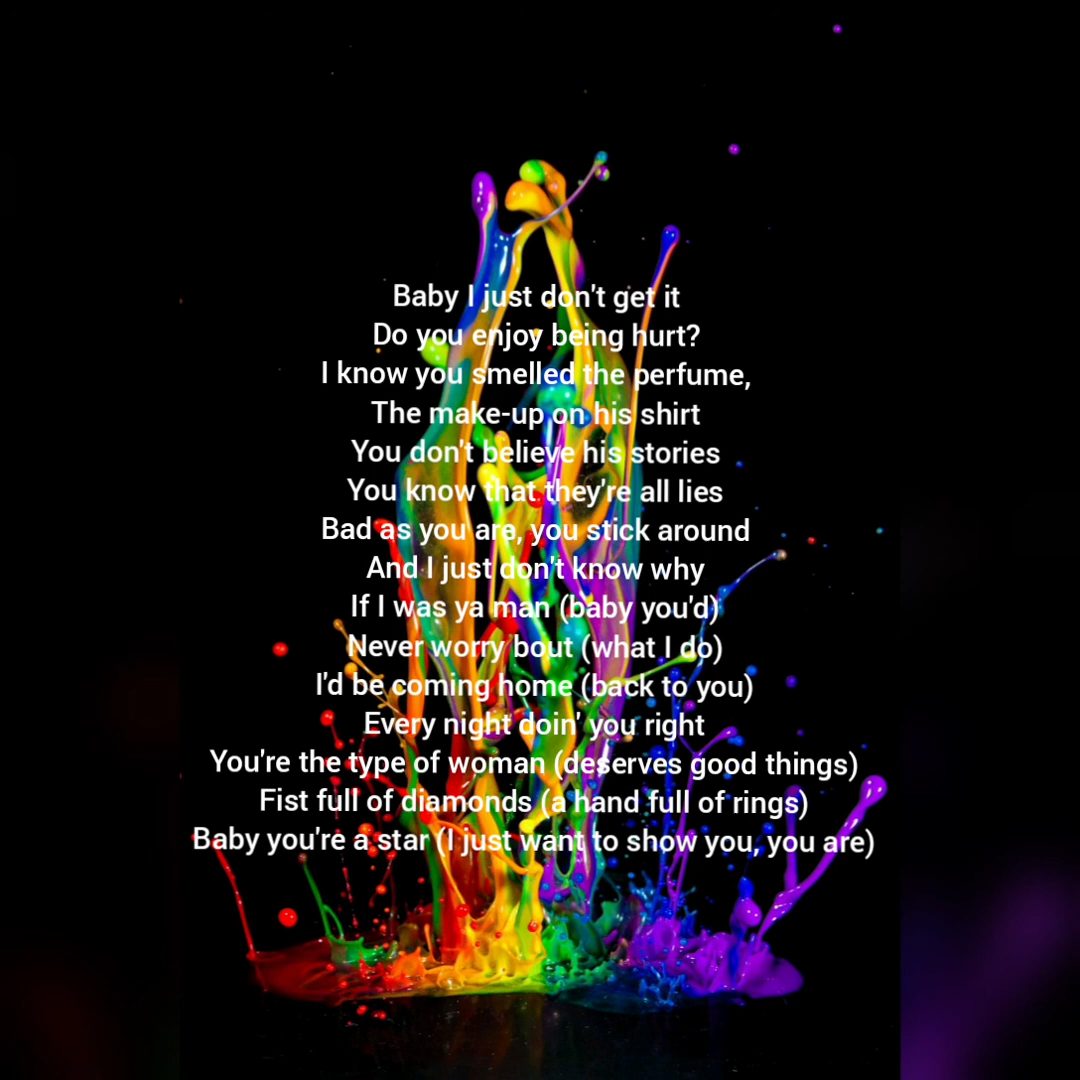 Baby I just don't get it
Do you enjoy being hurt?
I know you smelled the perfume,
The make-up on his shirt
You don't believe his stories
You know that they're all lies
Bad as you are, you stick around
And I just don't know why
If I was ya man (baby you'd)
Never worry bout (what I do)
I'd be coming home (back to you)
Every night doin' you right
You're the type of woman (deserves good things)
Fist full of diamonds (a hand full of rings)
Baby you're a star (I just want to show you, you are)